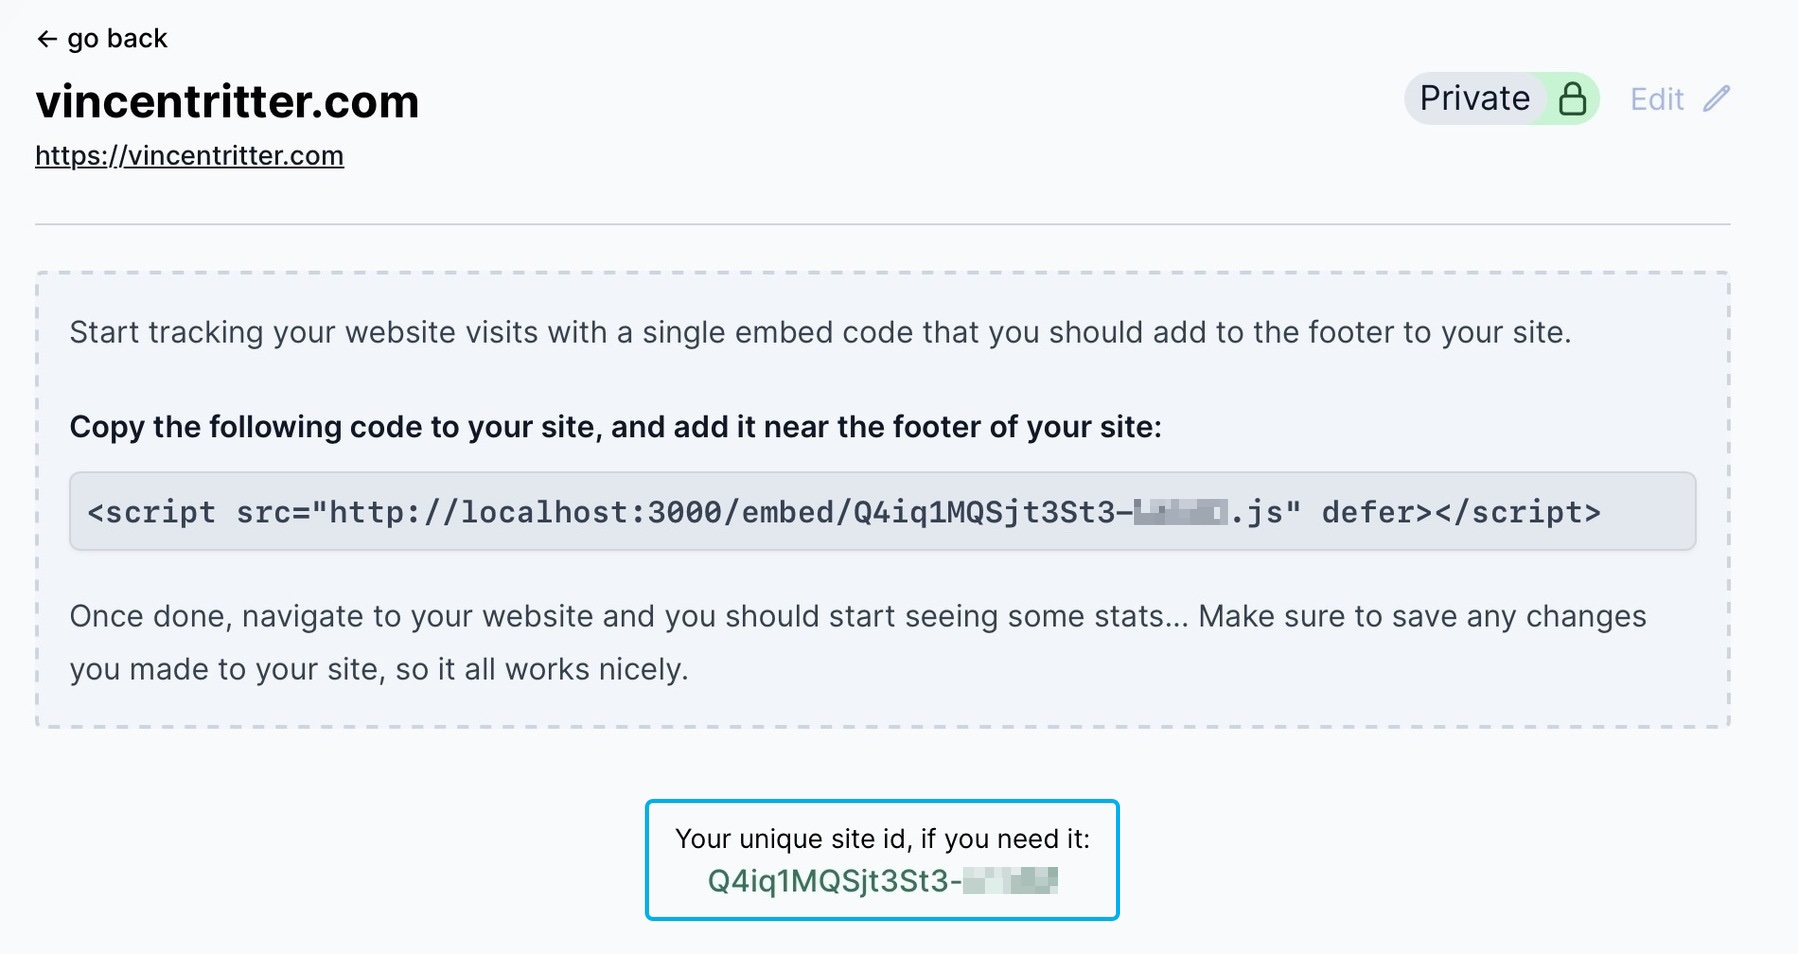 ← go back
vincentritter.com
Private
Edit
https://vincentritter.com
Start tracking your website visits with a single embed code that you should add to the footer to your site.
Copy the following code to your site, and add it near the footer of your site:
<script src="http://localhost:3000/embed/Q4iq1MQSjt3St3-.js" defer></script>
Once done, navigate to your website and you should start seeing some stats... Make sure to save any changes
you made to your site, so it all works nicely.
Your unique site id, if you need it:
Q4iq1MQSjt3St3-